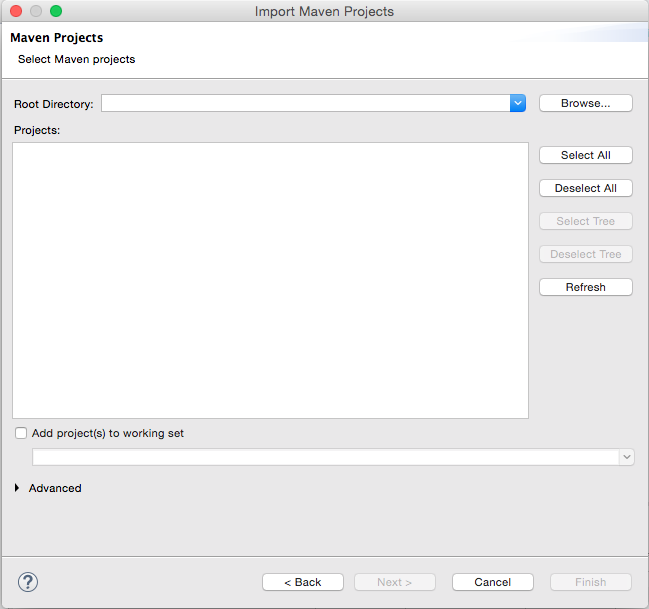 Import Maven Projects
Maven Projects
Select Maven projects
Root Directory:
Browse...
Projects:
Select All
Deselect All
Select Tree
Deselect Tree
Refresh
Add project(s) to working set
Advanced
?
< Back
Next >
Cancel
Finish